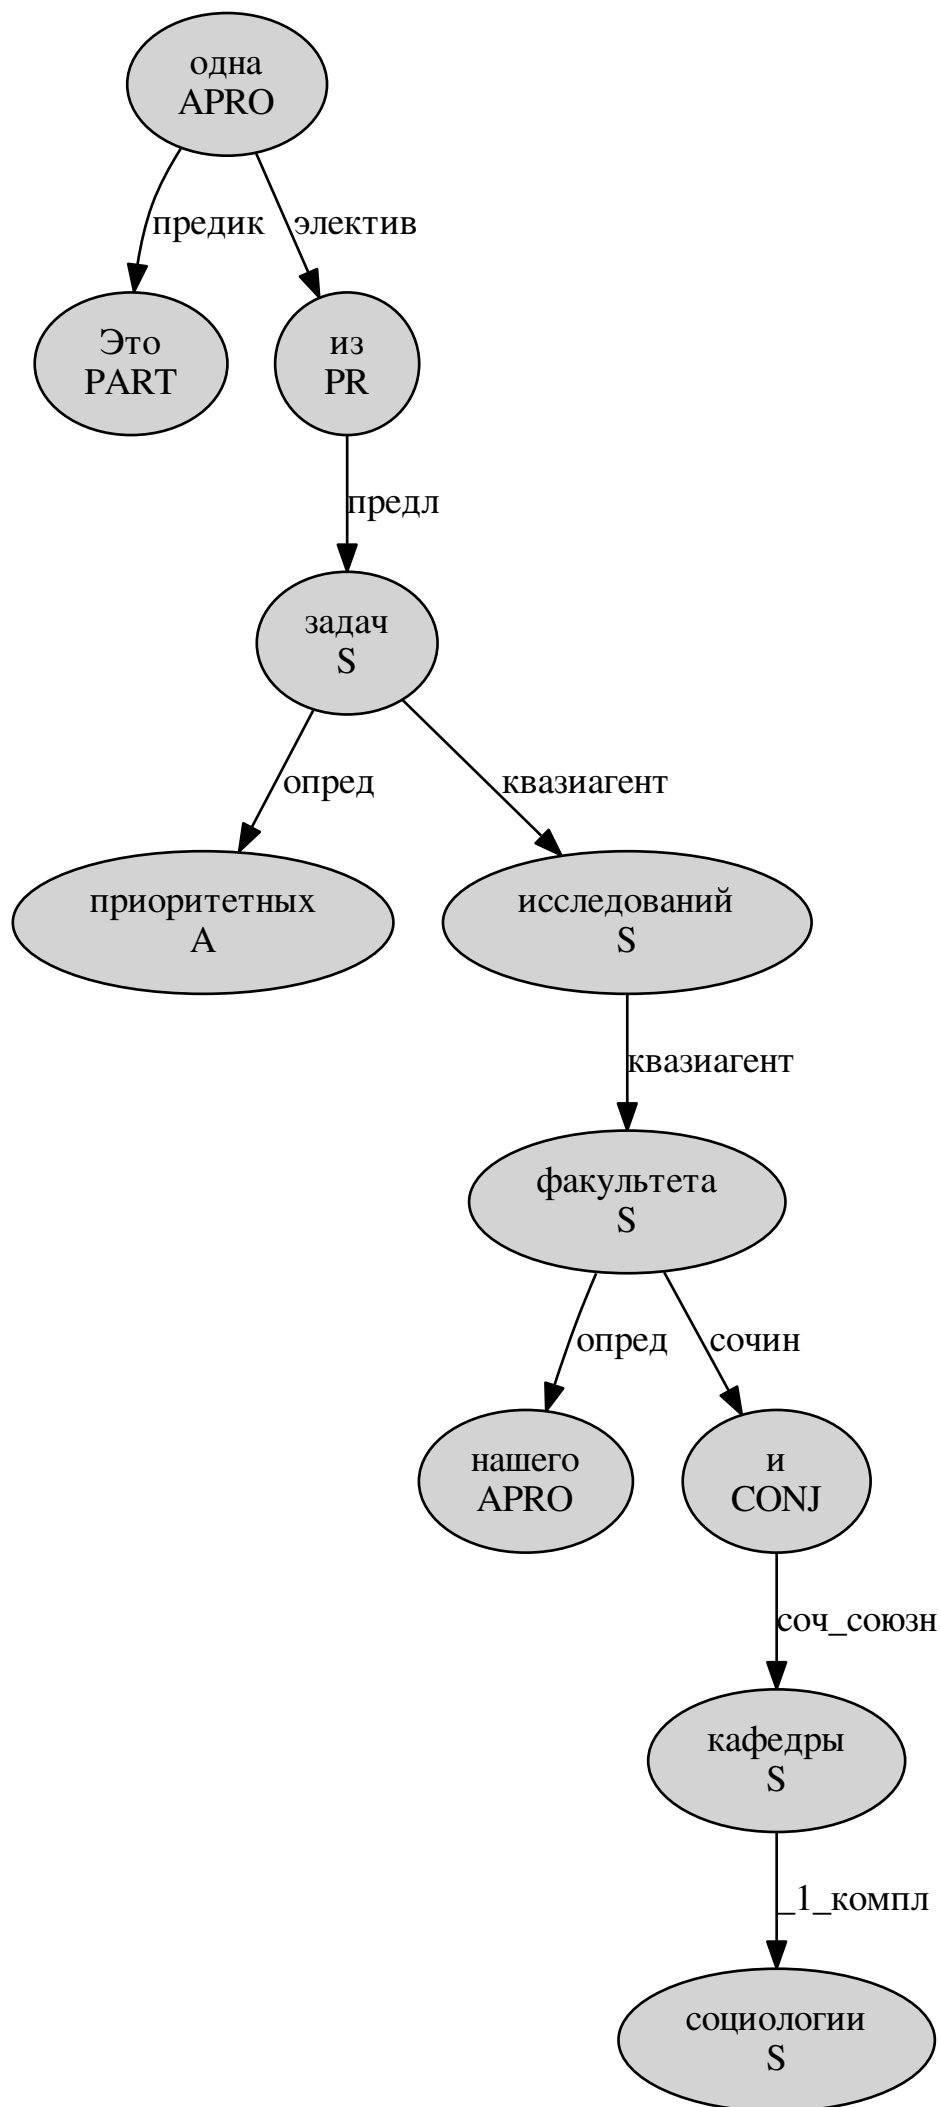 одна
APRO
предик
электив
Это
PART
из
PR
предл
задач
S
опред
квазиагент
приоритетных
A
исследований
S
квазиагент
факультета
S
опред
сочин
нашего
APRO
и
CONJ
соч_союзн
кафедры
S
_1_компл
социологии
S